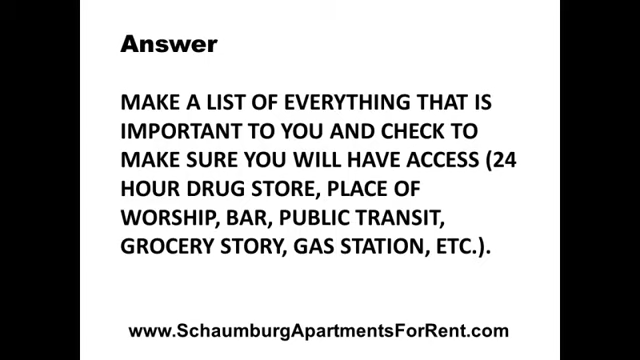 Answer
MAKE A LIST OF EVERYTHING THAT IS
IMPORTANT TO YOU AND CHECK TO
MAKE SURE YOU WILL HAVE ACCESS (24
HOUR DRUG STORE, PLACE OF
WORSHIP, BAR, PUBLIC TRANSIT,
GROCERY STORY, GAS STATION, ETC.).
www.SchaumburgApartmentsForRent.com